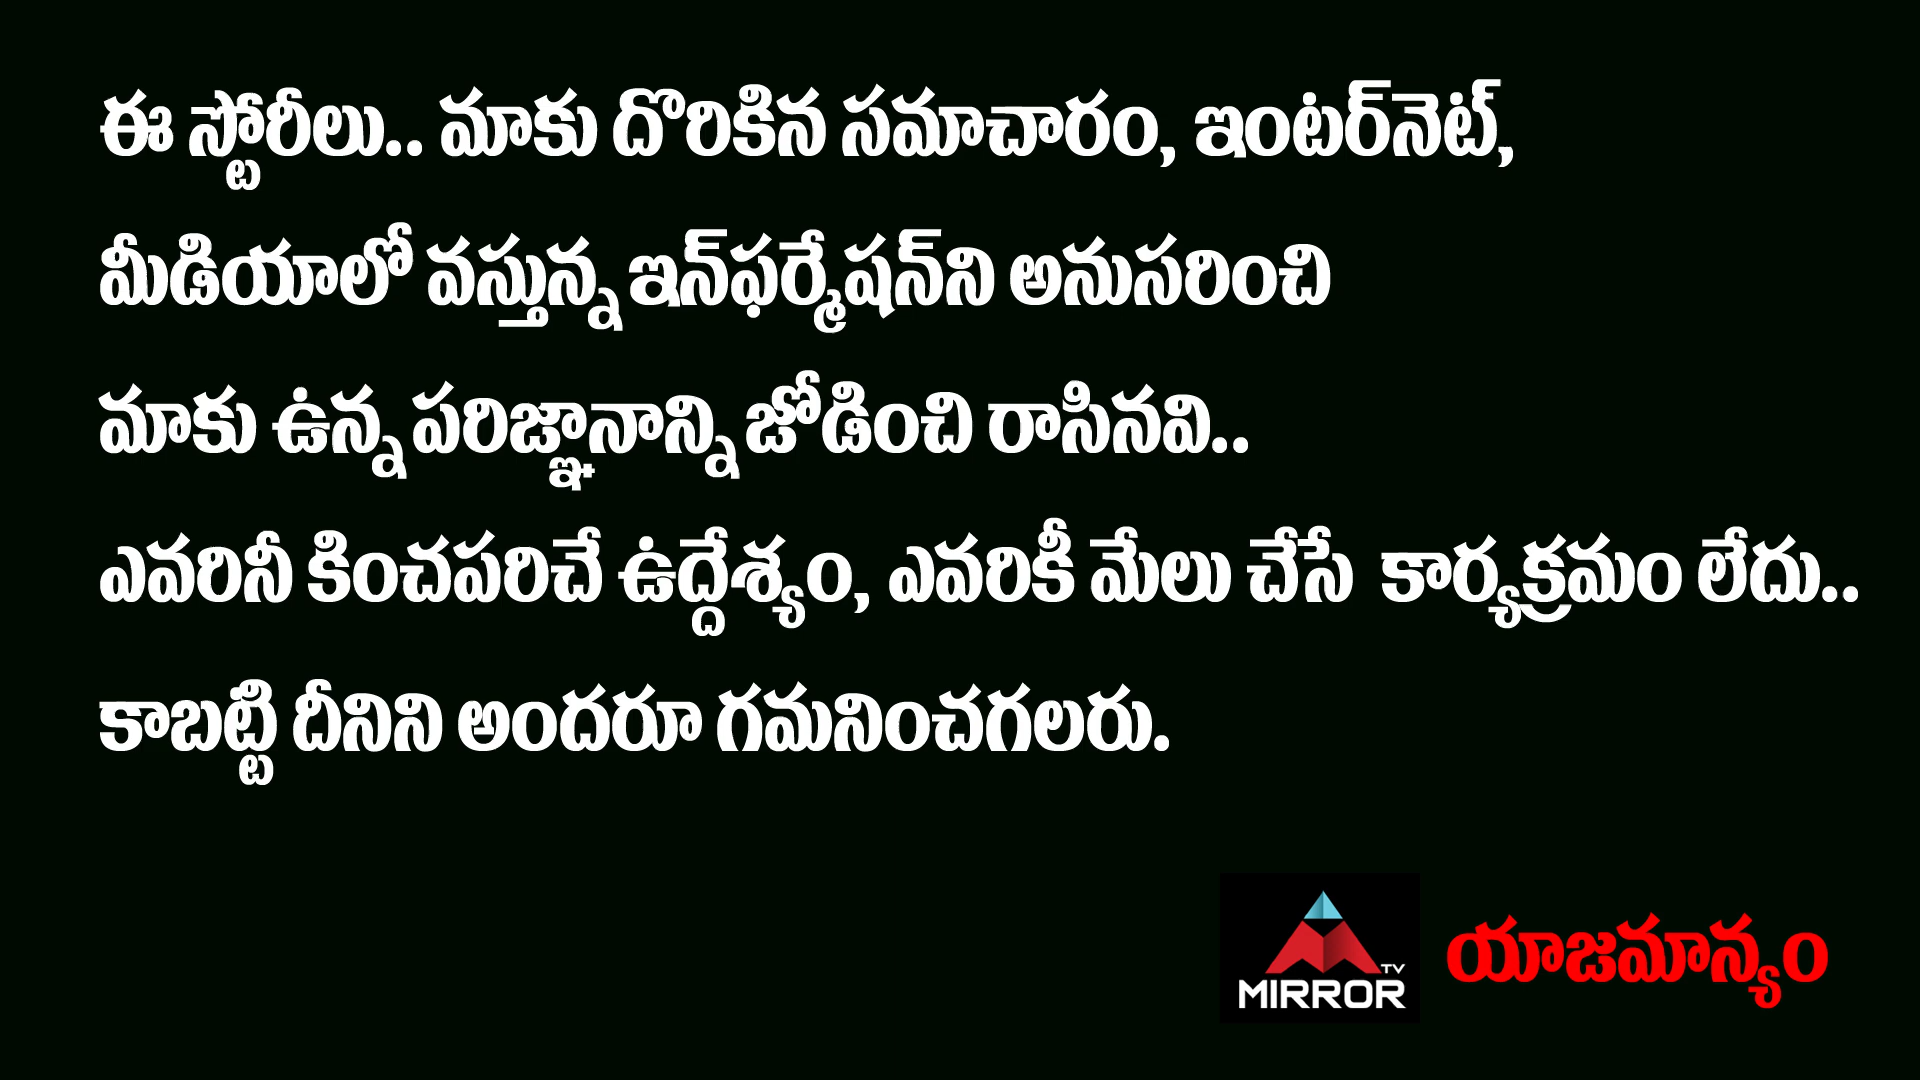 ఈ స్టోరీలు.. మాకు దొరికిన సమాచారం, ఇంటర్‌నెట్,
మీడియాలో వస్తున్న ఇన్‌ఫర్మేషన్‌ని అనుసరించి
మాకు ఉన్న పరిజ్ఞానాన్ని జోడించి రాసినవి..
ఎవరినీ కించపరిచే ఉద్దేశ్యం, ఎవరికీ మేలు చేసే కార్యక్రమం లేదు..
కాబట్టి దీనిని అందరూ గమనించగలరు.
TV
MIRROR
యాజమాన్యం